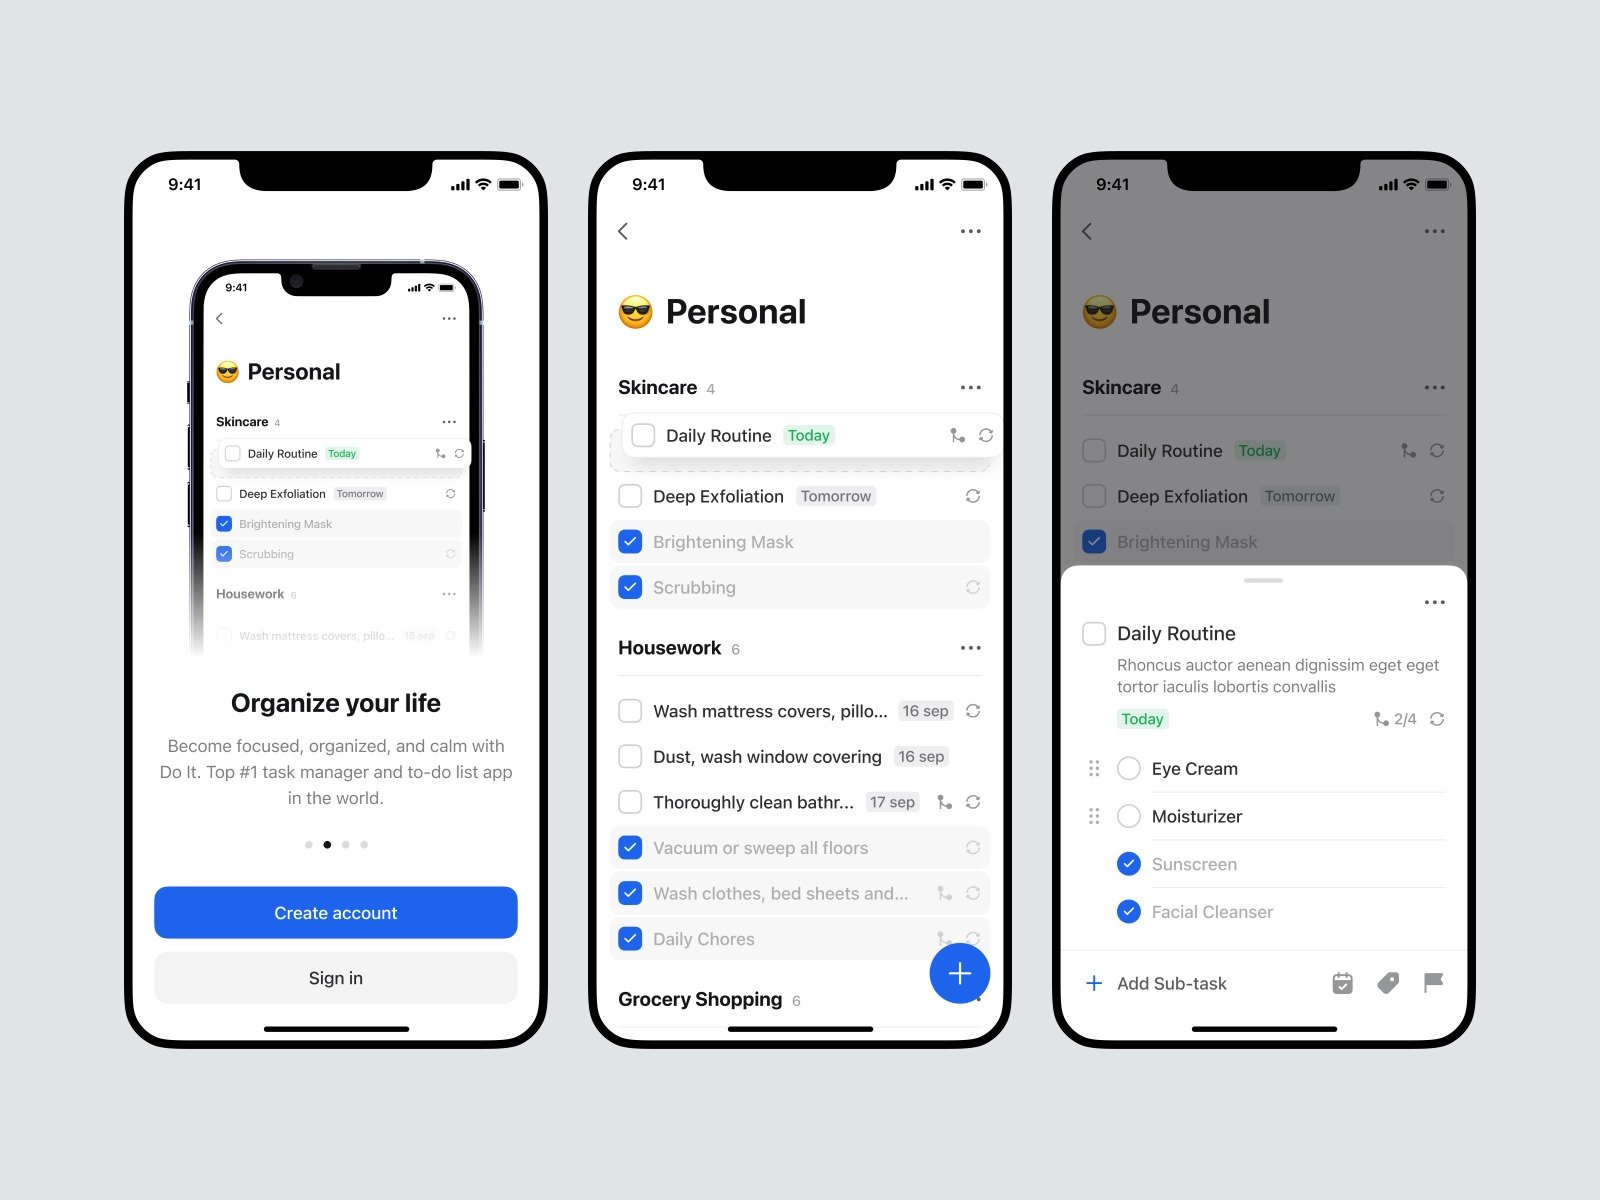 9:41
9:41
Personal
Skincare 4
Daily Routine Today
Deep Exfoliation Tomorrow
Brightening Mask
Scrubbing
Housework 6
Wash mattress covers, pillo... 16 sep
Organize your life
Become focused, organized, and calm with
Do It. Top #1 task manager and to-do list app
in the world.
Create account
Sign in
9:41
Personal
Skincare 4
Daily Routine Today
Deep Exfoliation Tomorrow
Brightening Mask
Scrubbing
Housework 6
Wash mattress covers, pillo... 16 sep
Dust, wash window covering 16 sep
Thoroughly clean bathr... 17 sep
Vacuum or sweep all floors
Wash clothes, bed sheets and...
Daily Chores
Grocery Shopping 6
9:41
Personal
Skincare 4
Daily Routine Today
Deep Exfoliation Tomorrow
Brightening Mask
Daily Routine
Rhoncus auctor aenean dignissim eget eget
tortor iaculis lobortis convallis
Today 2/4
Eye Cream
Moisturizer
Sunscreen
Facial Cleanser
Add Sub-task